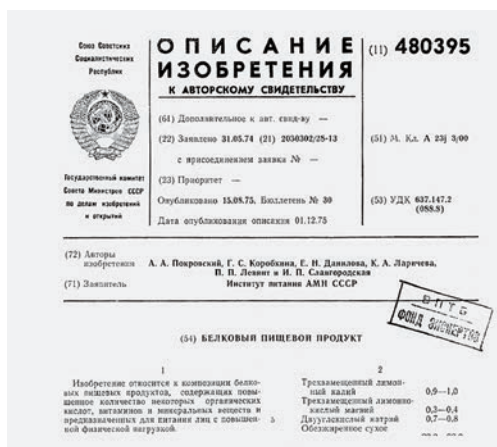 Союз Советских
Социалистических
Республик
Государственный комитет
Совета Министров СССР
по делам изобретений
и открытий
ОПИСАНИЕ
ИЗОБРЕТЕНИЯ
К АВТОРСКОМУ СВИДЕТЕЛЬСТВУ
(11) 480395
(61) Дополнительное к авт. свид-ву —
(22) Заявлено 31.05.74 (21) 2030302/28-13
с присоединением заявки № —
(23) Приоритет —
Опубликовано 15.08.75. Бюллетень № 30
Дата опубликования описания 01.12.75
(51) М. Кл. А 23j 3/00
(53) УДК 637.147.2
(088.8)
(72) Авторы
изобретения
А. А. Покровский, Г. С. Коробкина, Е. Н. Данилова, К. А. Ларичева,
П. П. Левянт и И. П. Слангородская
(71) Заявитель
Институт питания АМН СССР
ВПТБ
ФОНД ЭКСПЕРТОВ
(54) БЕЛКОВЫЙ ПИЩЕВОЙ ПРОДУКТ
1
Изобретение относится к композиции белко-
вых пищевых продуктов, содержащих повы-
шенное количество некоторых органических
кислот, витаминов и минеральных веществ и
предназначенных для питания лиц с повышен-
ной физической нагрузкой.
5
2
Трехзамещенный лимон-
ный калий 0,9—1,0
Трехзамещенный лимонно-
кислый магний 0,3—0,4
Двууглекислый натрий 0,7—0,8
Обезжиренное сухое